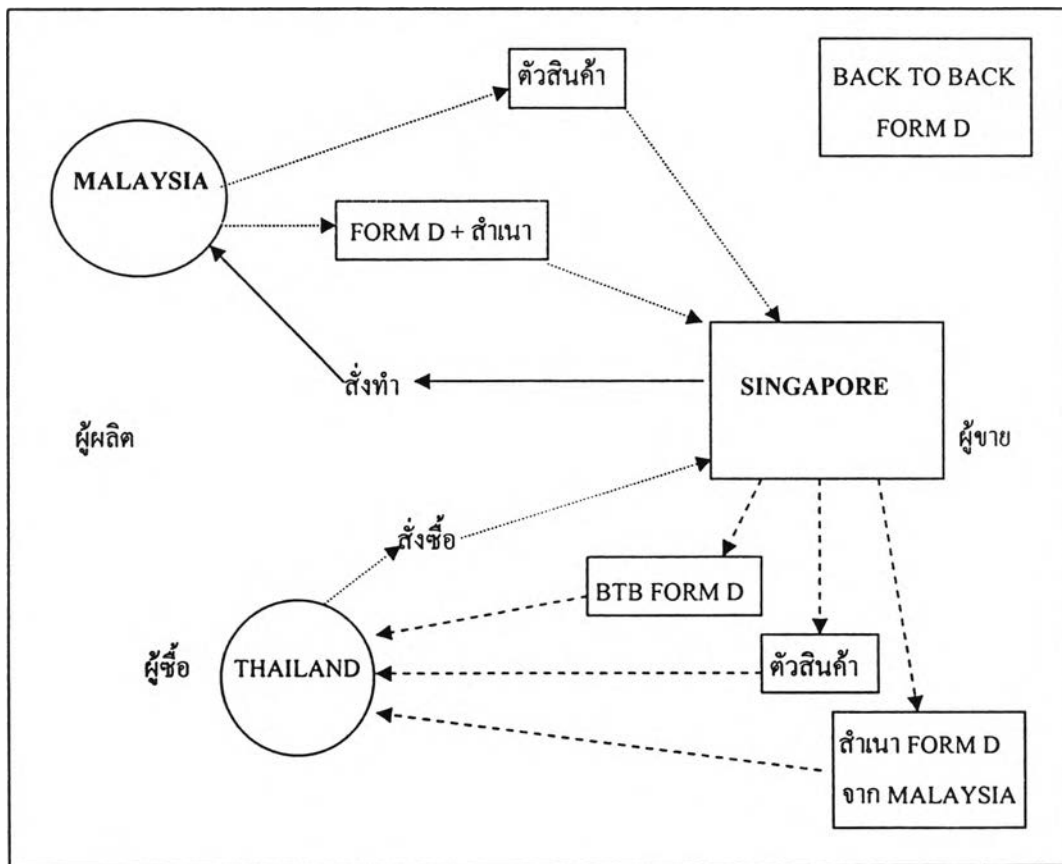 ตัวสินค้า
BACK TO BACK
FORM D
MALAYSIA
FORM D + สำเนา
สั่งทำ
SINGAPORE
ผู้ผลิต
ผู้ขาย
สั่งซื้อ
BTB FORM D
ผู้ซื้อ
THAILAND
ตัวสินค้า
สำเนา FORM D
จาก MALAYSIA